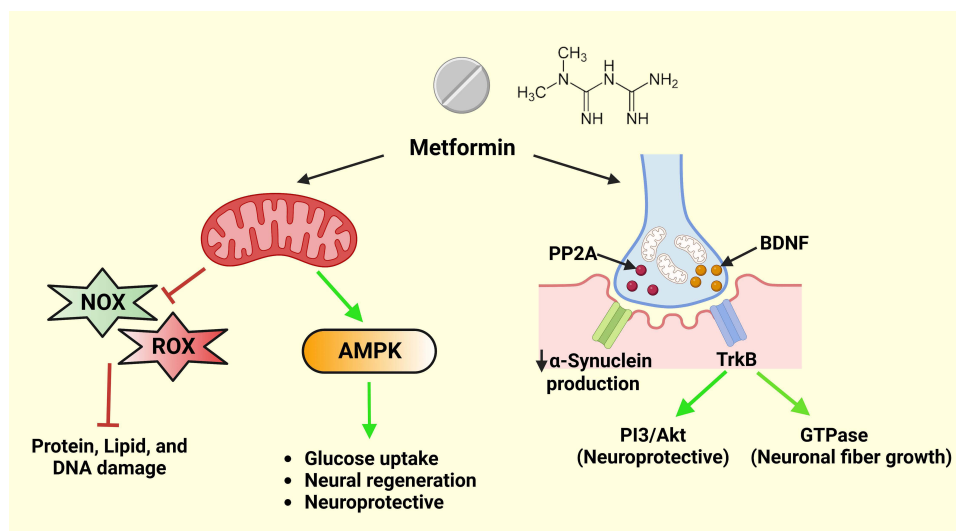 CH₃
H
H₃C
N
N
NH₂
NH
NH
Metformin
PP2A
BDNF
NOX
ROX
AMPK
α-Synuclein
production
TrkB
Protein, Lipid, and
DNA damage
• Glucose uptake
• Neural regeneration
• Neuroprotective
PI3/Akt
(Neuroprotective)
GTPase
(Neuronal fiber growth)